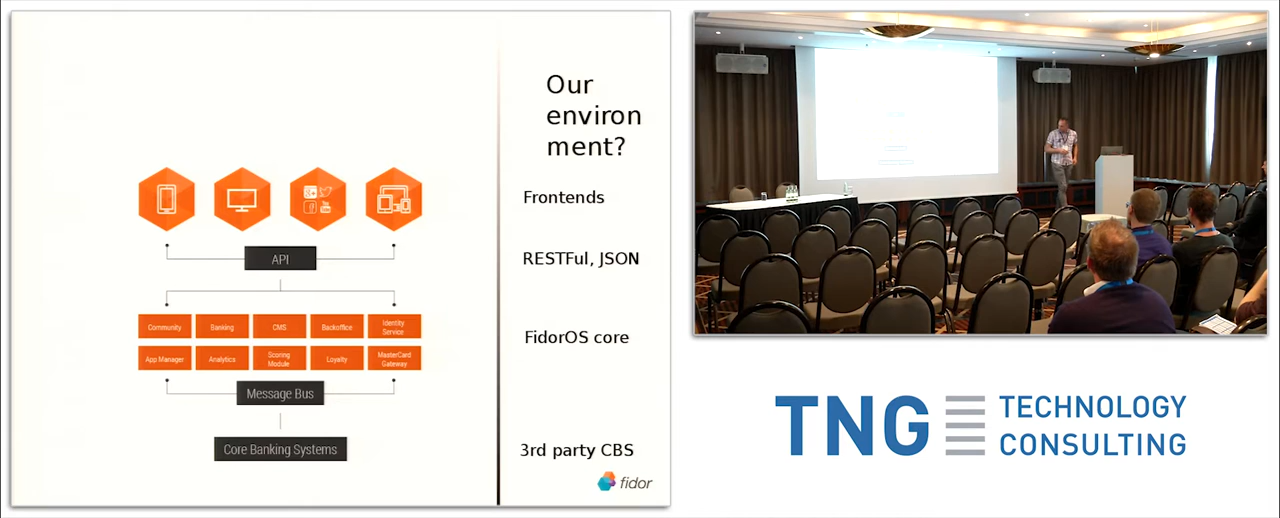 Our
environ
ment?
Frontends
API
RESTFul, JSON
Community Banking CMS Backoffice Identity
Service
FidorOS core
App Manager Analytics Scoring
Module Loyalty MasterCard
Gateway
Message Bus
Core Banking Systems
3rd party CBS
fidor
TNG TECHNOLOGY
CONSULTING